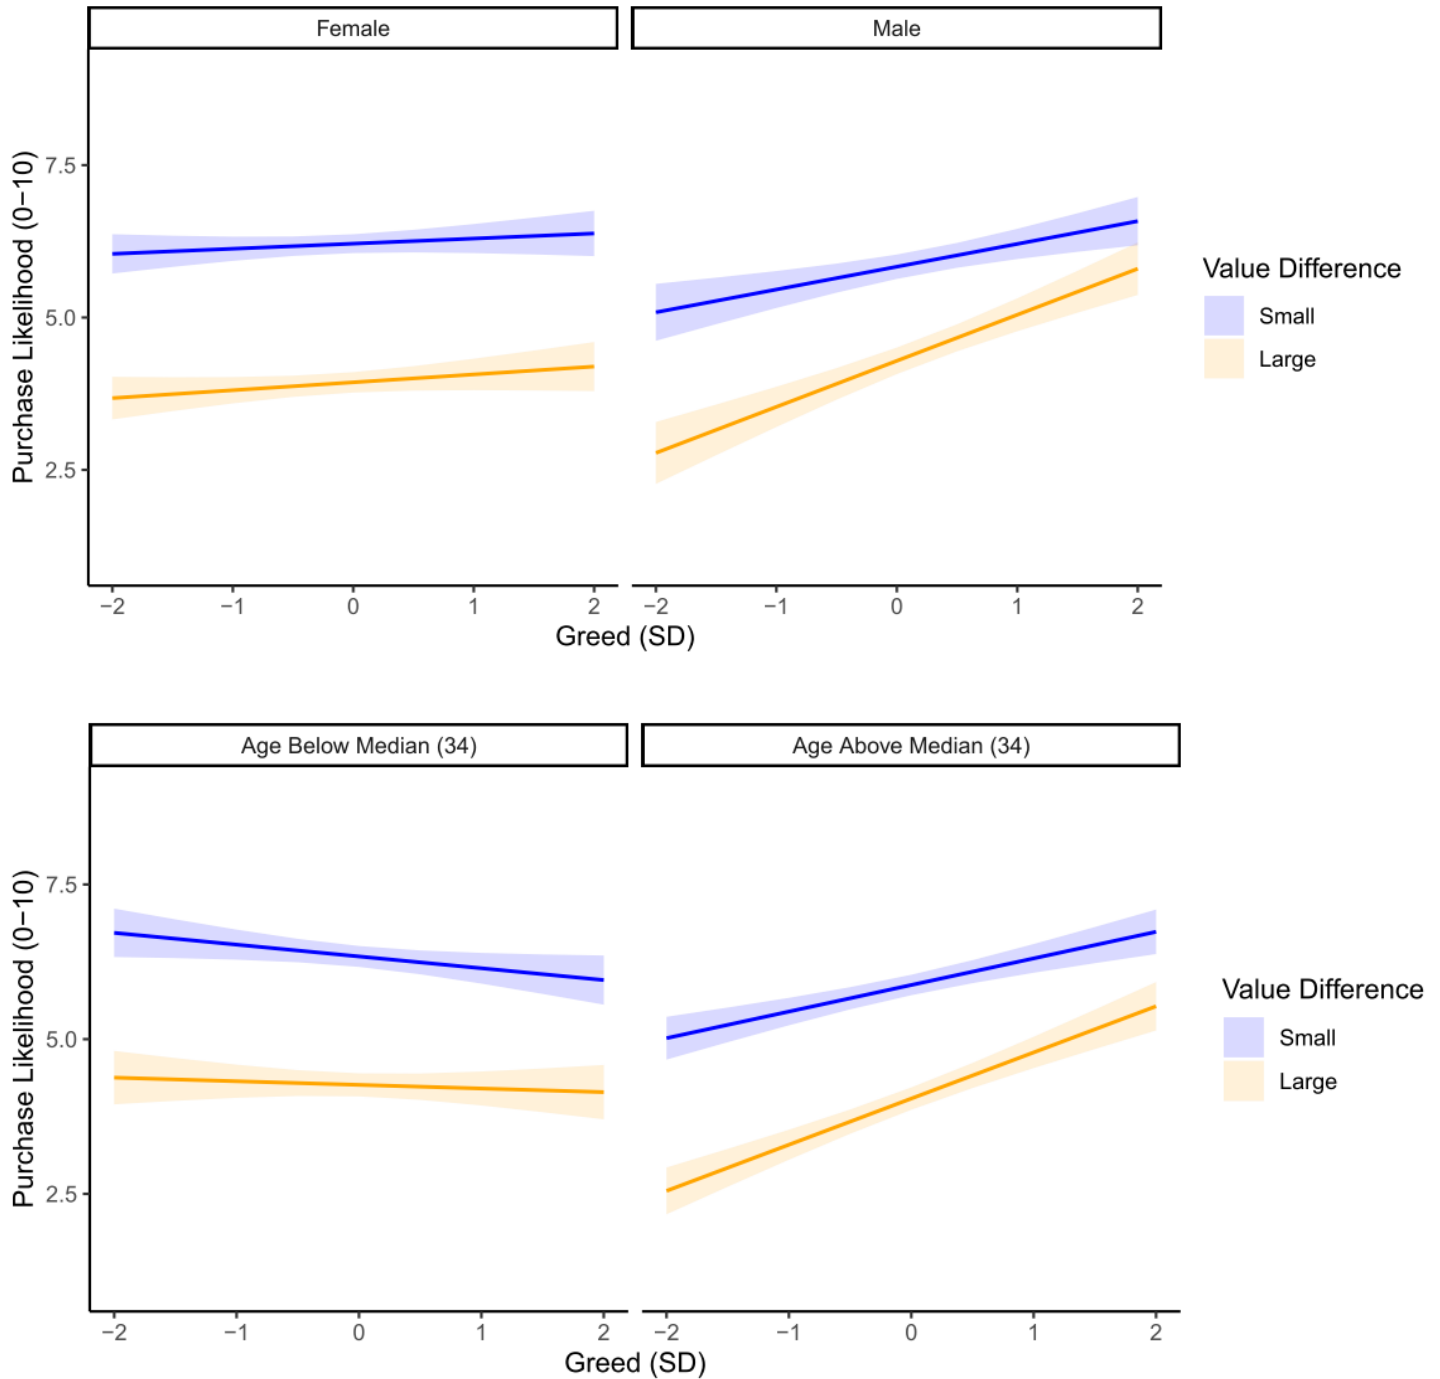 Female
Male
Purchase Likelihood (0−10)
7.5
5.0
2.5
−2 −1 0 1 2
−2 −1 0 1 2
Greed (SD)
Value Difference
Small
Large
Age Below Median (34)
Age Above Median (34)
Purchase Likelihood (0−10)
7.5
5.0
2.5
−2 −1 0 1 2
−2 −1 0 1 2
Greed (SD)
Value Difference
Small
Large